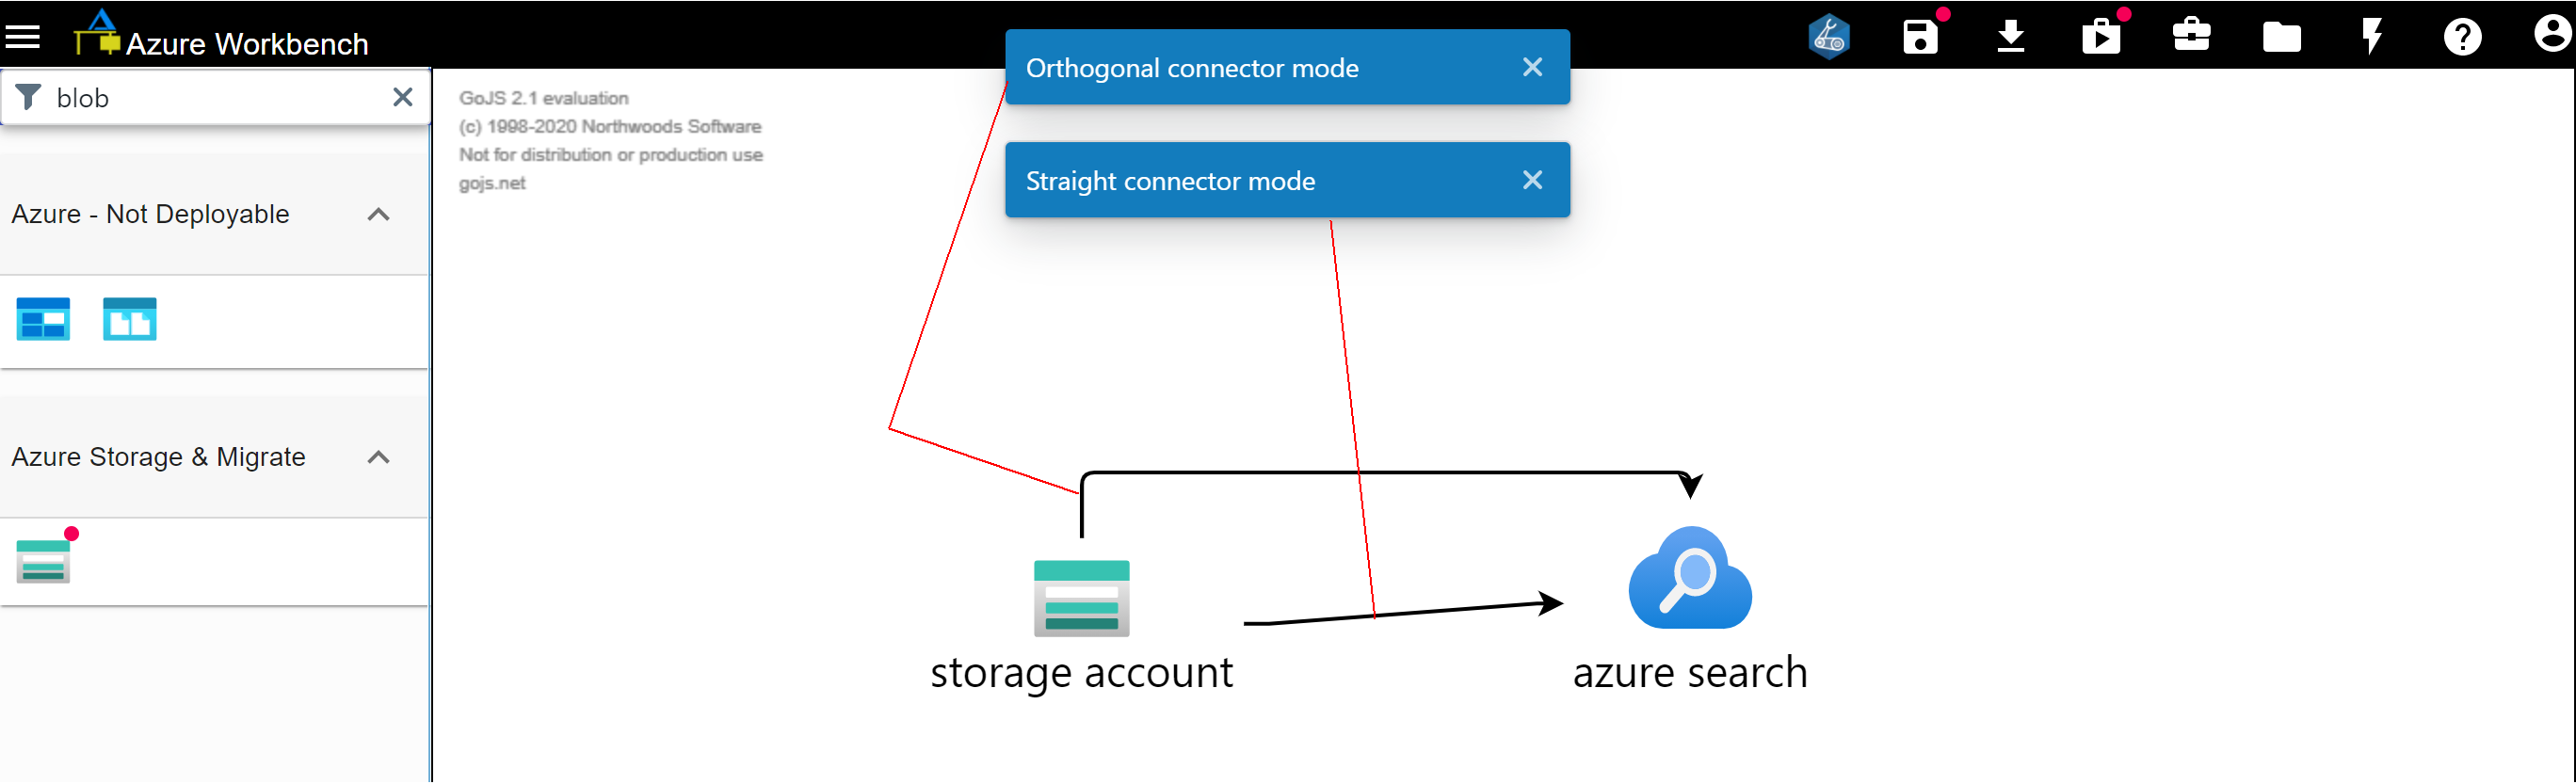 Azure Workbench
blob
Azure - Not Deployable
Azure Storage & Migrate
GoJS 2.1 evaluation
(c) 1998-2020 Northwoods Software
Not for distribution or production use
gojs.net
Orthogonal connector mode
Straight connector mode
storage account
azure search